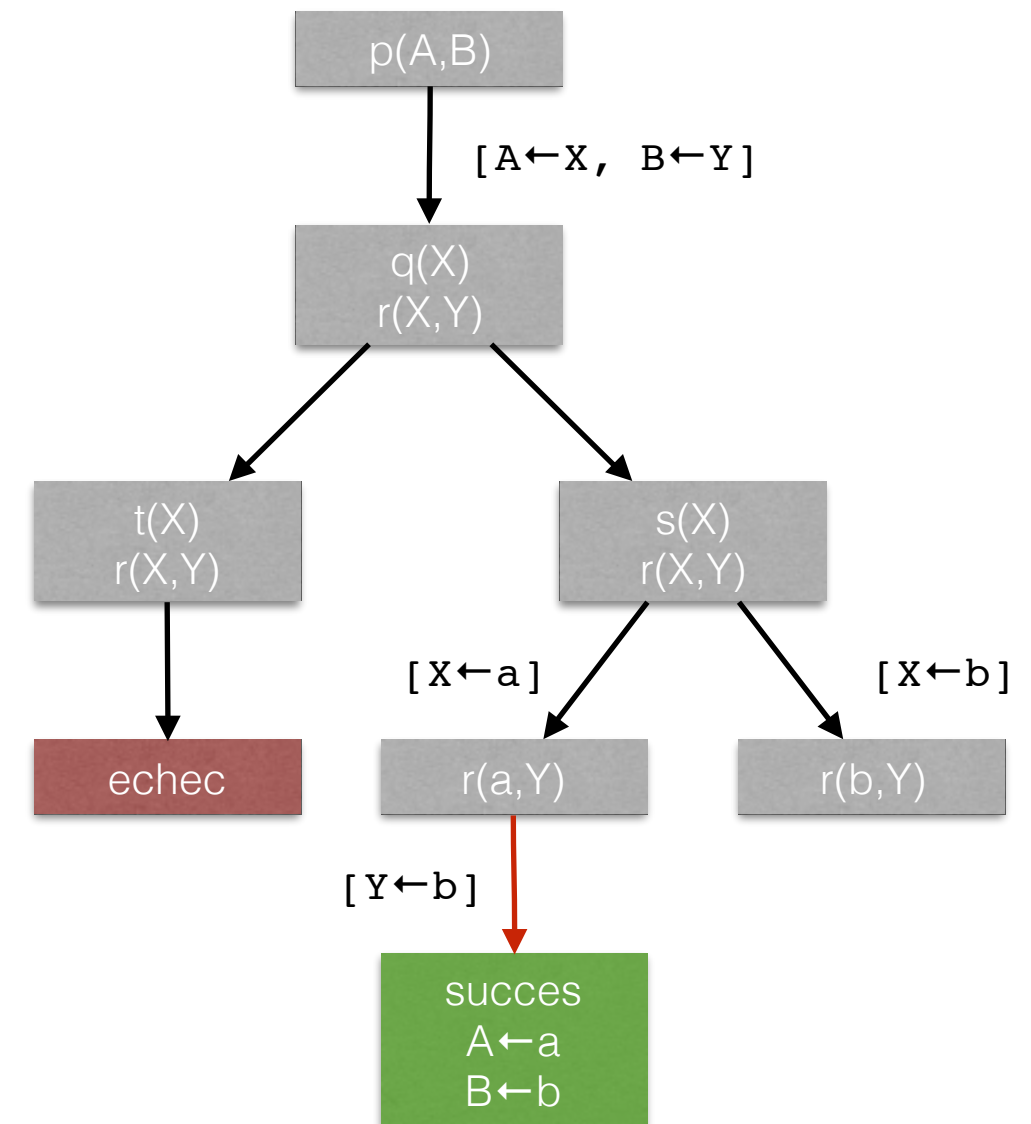 p(A,B)
[A←X, B←Y]
q(X)
r(X,Y)
t(X)
r(X,Y)
s(X)
r(X,Y)
[X←a]
[X←b]
echec
r(a,Y)
r(b,Y)
[Y←b]
succes
A←a
B←b